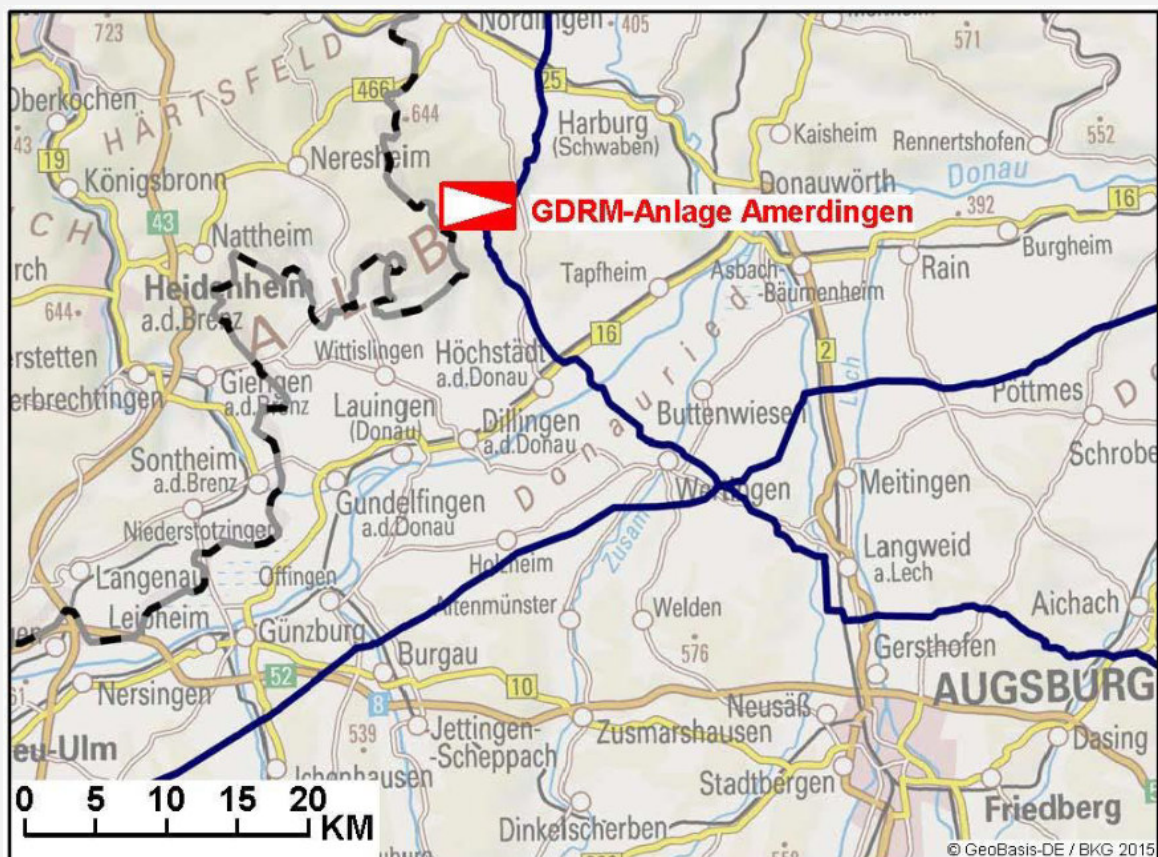 723
Nördlingen
405
571
HÄRTSFELD
Oberkochen
466
25
644
Harburg
(Schwaben)
Kaisheim
Rennertshofen
552
43
19
Neresheim
Königsbronn
Donauwörth
Donau
16
GDRM-Anlage Amerdingen
392
43
Nattheim
Burgheim
Rain
Tapfheim
Asbach-
-Bäumenheim
ALB
Heidenheim
a.d.Brenz
644
16
2
Lech
Donauried
Wittislingen
Höchstädt
a.d.Donau
Giengen
a.d.Brenz
Pöttmes
Lauingen
(Donau)
Dillingen
a.d.Donau
Buttenwiesen
Sontheim
a.d.Brenz
Gundelfingen
a.d.Donau
Wertingen
Meitingen
Niederstotzingen
Zusam
Holzheim
Langweid
a.Lech
Langenau
Offingen
Altenmünster
Welden
Aichach
Leipheim
Günzburg
Burgau
576
Gersthofen
Nersingen
52
10
AUGSBURG
8
Neusäß
539
Jettingen-
-Scheppach
Zusmarshausen
Dasing
Ichenhausen
Stadtbergen
0 5 10 15 20
KM
Friedberg
Dinkelscherben
© GeoBasis-DE / BKG 2015